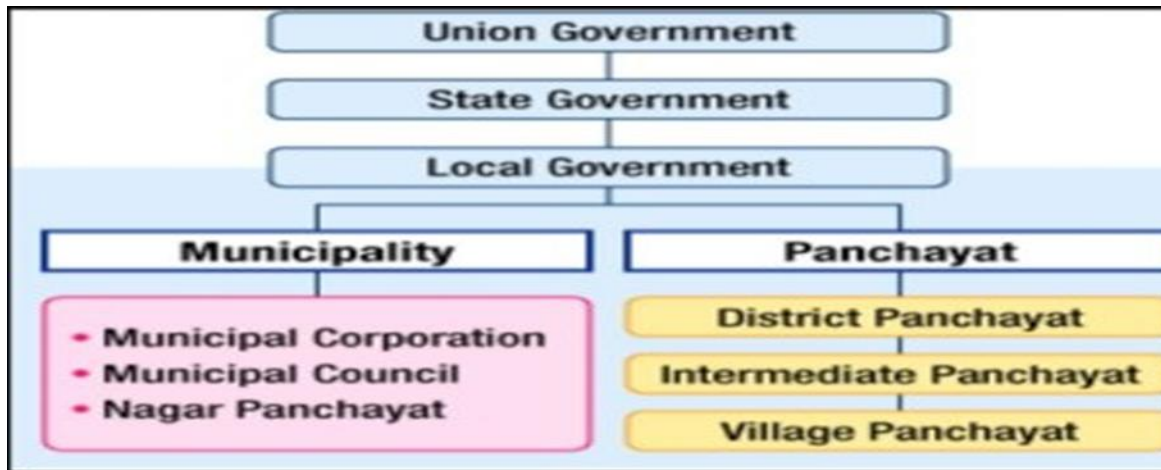 Union Government
State Government
Local Government
Municipality
Panchayat
• Municipal Corporation
• Municipal Council
• Nagar Panchayat
District Panchayat
Intermediate Panchayat
Village Panchayat